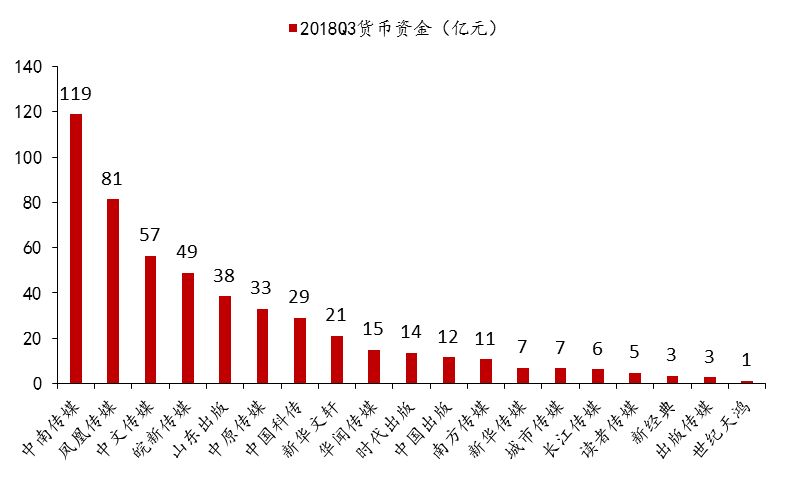 2018Q3货币资金（亿元）
140
120
100
80
60
40
20
0
119
81
57
49
38
33
29
21
15
14
12
11
7
7
6
5
3
3
1
中南传媒
凤凰传媒
中文传媒
皖新传媒
山东出版
中原传媒
中国科传
新华文轩
华闻传媒
时代出版
中国出版
南方传媒
新华传媒
城市传媒
长江传媒
读者传媒
新经典
出版传媒
世纪天鸿